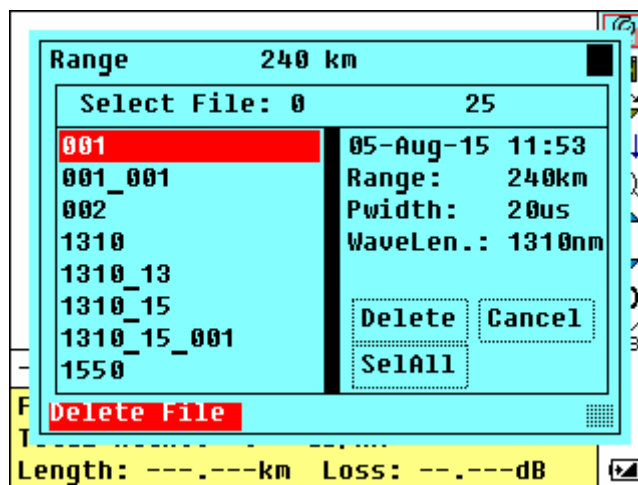 Range 240 km
Select File: 0 25
001
001_001
002
1310
1310_13
1310_15
1310_15_001
1550
05-Aug-15 11:53
Range: 240km
Pwidth: 20us
WaveLen.: 1310nm
Delete Cancel
SelAll
Delete File
Length: ---.---km Loss: --.---dB